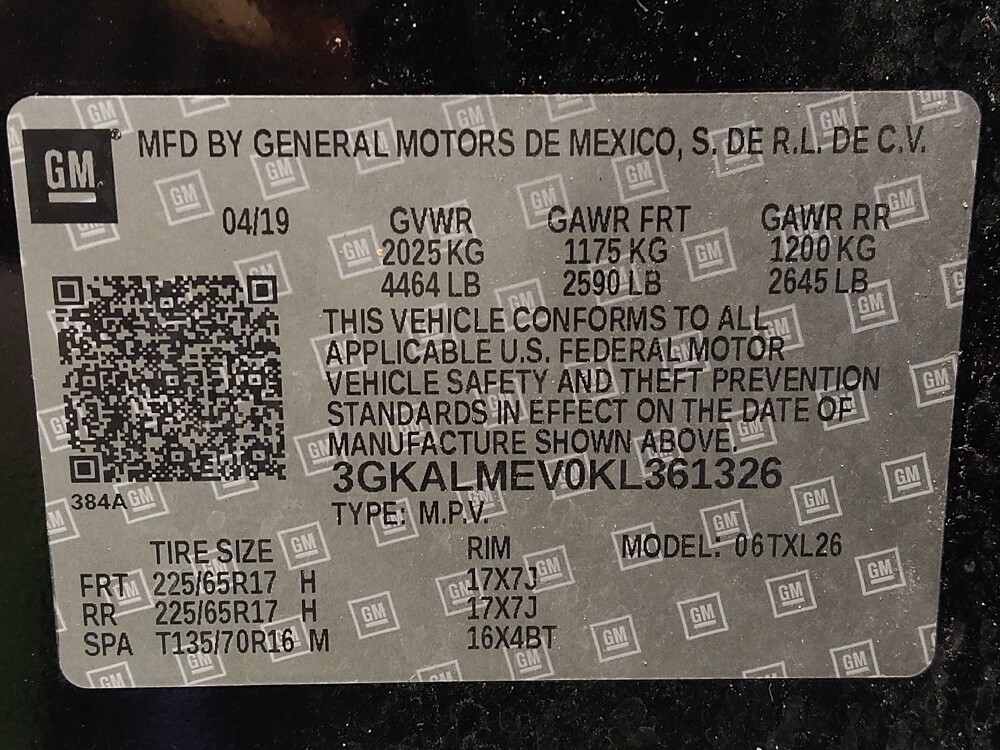 GM® MFD BY GENERAL MOTORS DE MEXICO, S. DE R.L. DE C.V.
04/19 GVWR GAWR FRT GAWR RR
2025 KG 1175 KG 1200 KG
4464 LB 2590 LB 2645 LB
THIS VEHICLE CONFORMS TO ALL
APPLICABLE U.S. FEDERAL MOTOR
VEHICLE SAFETY AND THEFT PREVENTION
STANDARDS IN EFFECT ON THE DATE OF
MANUFACTURE SHOWN ABOVE.
3GKALMEV0KL361326
384A
TYPE: M.P.V.
TIRE SIZE RIM MODEL: 06TXL26
FRT 225/65R17 H 17X7J
RR 225/65R17 H 17X7J
SPA T135/70R16 M 16X4BT